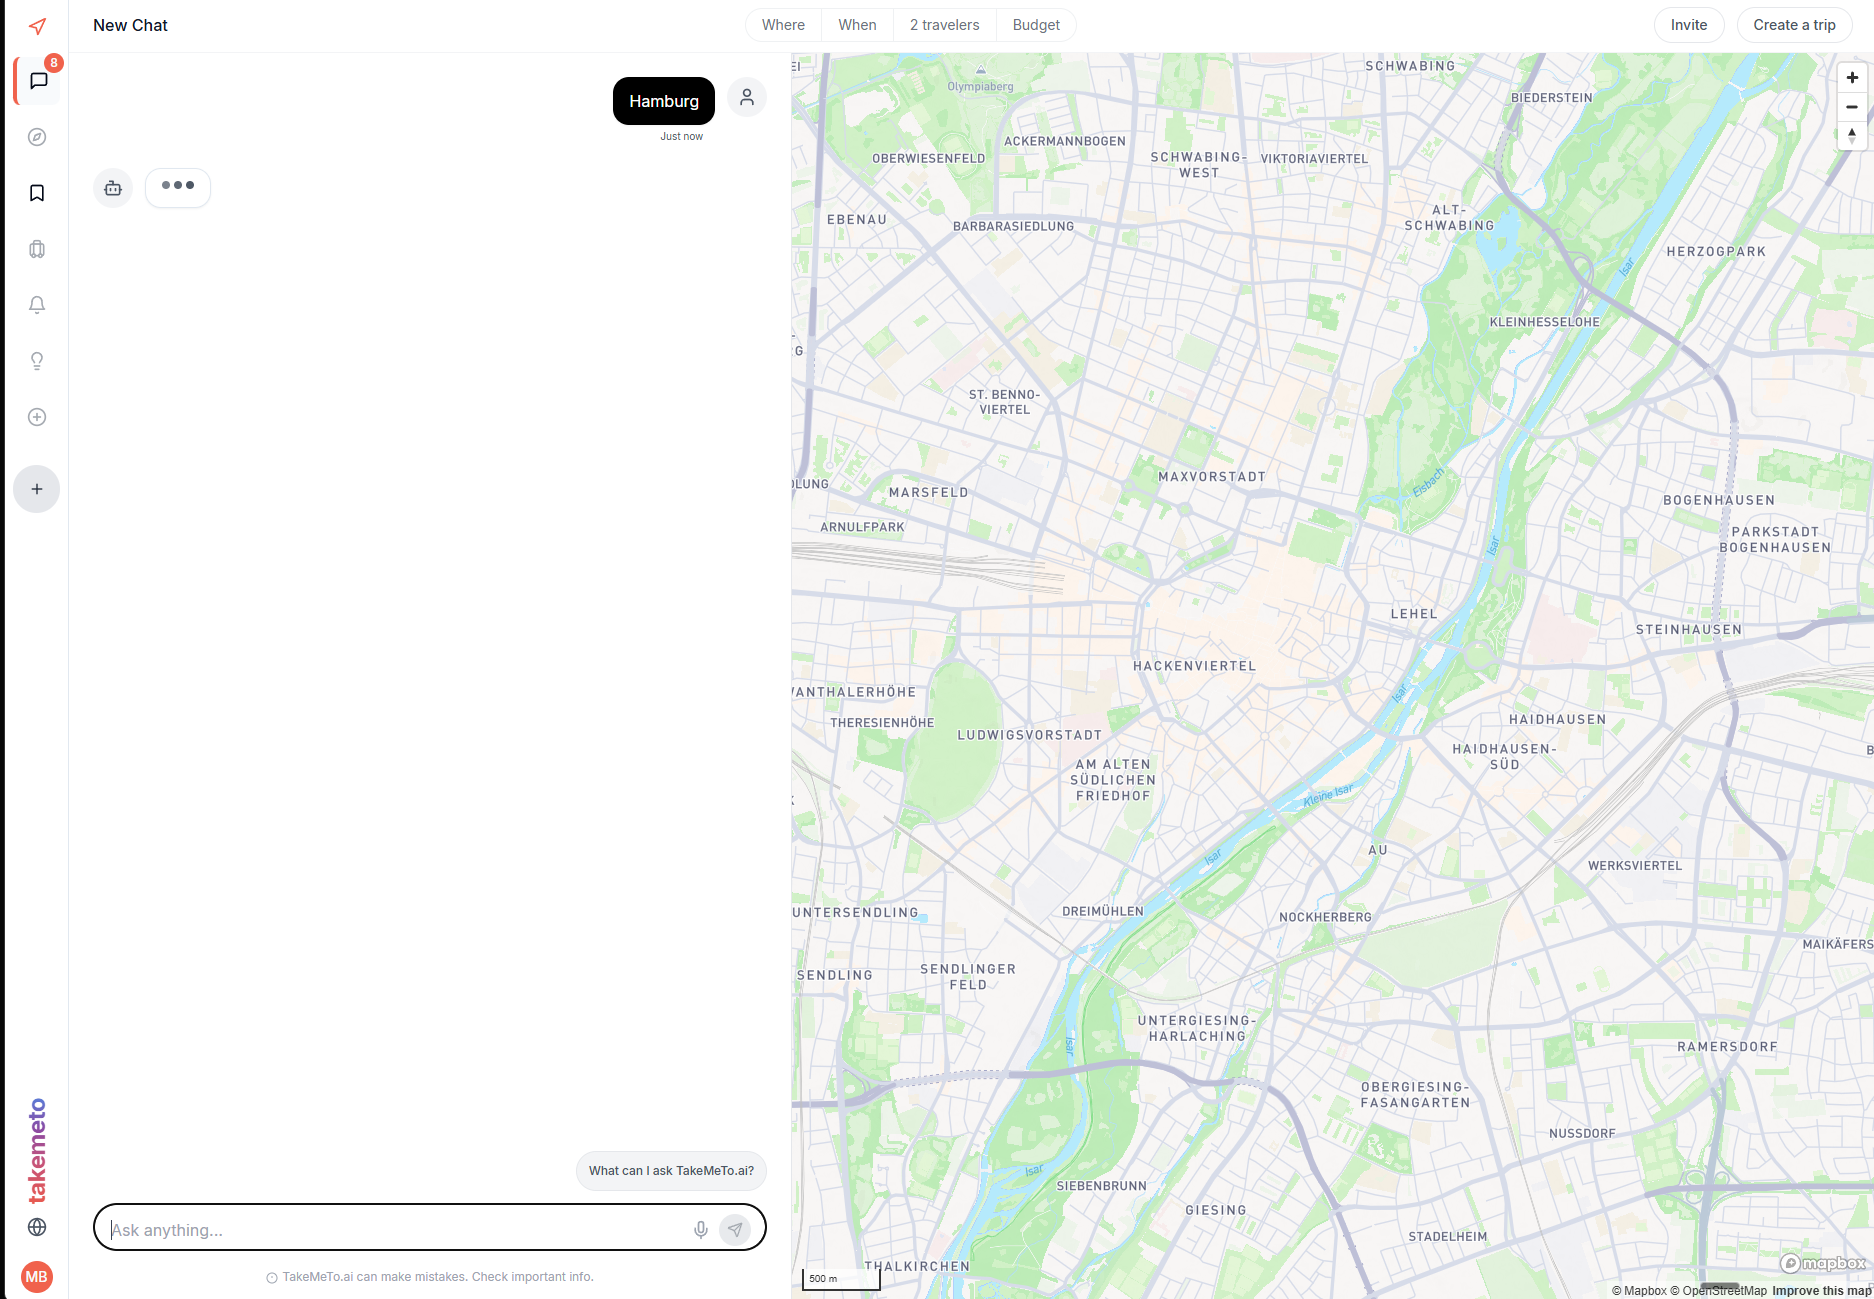 New Chat
Where
When
2 travelers
Budget
Invite
Create a trip
8
Hamburg
Just now
takemeto
MB
What can I ask TakeMeTo.ai?
Ask anything...
TakeMeTo.ai can make mistakes. Check important info.
EI
Olympiaberg
SCHWABING
BIEDERSTEIN
ACKERMANNBOGEN
OBERWIESENFELD
SCHWABING-
WEST
VIKTORIAVIERTEL
EBENAU
BARBARASIEDLUNG
ALT-
SCHWABING
HERZOGPARK
Isar
KLEINHESSELOHE
G
ST. BENNO-
VIERTEL
MAXVORSTADT
Eisbach
DLUNG
MARSFELD
BOGENHAUSEN
ARNULFPARK
PARKSTADT
BOGENHAUSEN
Isar
LEHEL
STEINHAUSEN
HACKENVIERTEL
VANTHALERHÖHE
Isar
THERESIENHÖHE
HAIDHAUSEN
LUDWIGSVORSTADT
HAIDHAUSEN-
SÜD
B
AM ALTEN
SÜDLICHEN
FRIEDHOF
Kleine Isar
K
AU
Isar
WERKSVIERTEL
UNTERSENDLING
DREIMÜHLEN
NOCKHERBERG
MAIKÄFERS
SENDLING
SENDLINGER
FELD
UNTERGIESING-
HARLACHING
Isar
RAMERSDORF
OBERGIESING-
FASANGARTEN
NUSSDORF
Isar
SIEBENBRUNN
GIESING
STADELHEIM
THALKIRCHEN
500 m
mapbox
© Mapbox © OpenStreetMap Improve this map